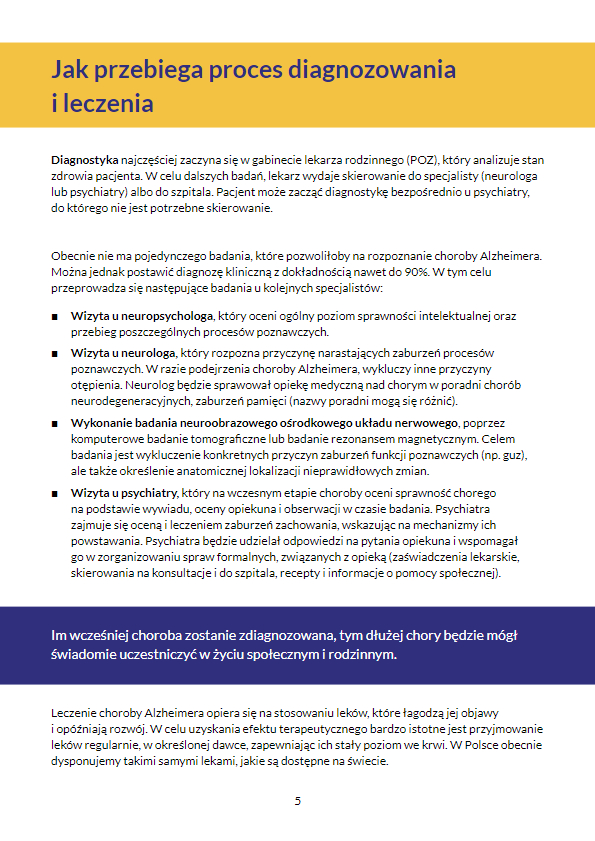 Jak przebiega proces diagnozowania
i leczenia
Diagnostyka najczęściej zaczyna się w gabinecie lekarza rodzinnego (POZ), który analizuje stan
zdrowia pacjenta. W celu dalszych badań, lekarz wydaje skierowanie do specjalisty (neurologa
lub psychiatry) albo do szpitala. Pacjent może zacząć diagnostykę bezpośrednio u psychiatry,
do którego nie jest potrzebne skierowanie.
Obecnie nie ma pojedynczego badania, które pozwoliłoby na rozpoznanie choroby Alzheimera.
Można jednak postawić diagnozę kliniczną z dokładnością nawet do 90%. W tym celu
przeprowadza się następujące badania u kolejnych specjalistów:
■ Wizyta u neuropsychologa, który oceni ogólny poziom sprawności intelektualnej oraz
przebieg poszczególnych procesów poznawczych.
■ Wizyta u neurologa, który rozpozna przyczynę narastających zaburzeń procesów
poznawczych. W razie podejrzenia choroby Alzheimera, wykluczy inne przyczyny
otępienia. Neurolog będzie sprawował opiekę medyczną nad chorym w poradni chorób
neurodegeneracyjnych, zaburzeń pamięci (nazwy poradni mogą się różnić).
■ Wykonanie badania neuroobrazowego ośrodkowego układu nerwowego, poprzez
komputerowe badanie tomograficzne lub badanie rezonansem magnetycznym. Celem
badania jest wykluczenie konkretnych przyczyn zaburzeń funkcji poznawczych (np. guz),
ale także określenie anatomicznej lokalizacji nieprawidłowych zmian.
■ Wizyta u psychiatry, który na wczesnym etapie choroby oceni sprawność chorego
na podstawie wywiadu, oceny opiekuna i obserwacji w czasie badania. Psychiatra
zajmuje się oceną i leczeniem zaburzeń zachowania, wskazując na mechanizmy ich
powstawania. Psychiatra będzie udzielał odpowiedzi na pytania opiekuna i wspomagał
go w zorganizowaniu spraw formalnych, związanych z opieką (zaświadczenia lekarskie,
skierowania na konsultacje i do szpitala, recepty i informacje o pomocy społecznej).
Im wcześniej choroba zostanie zdiagnozowana, tym dłużej chory będzie mógł
świadomie uczestniczyć w życiu społecznym i rodzinnym.
Leczenie choroby Alzheimera opiera się na stosowaniu leków, które łagodzą jej objawy
i opóźniają rozwój. W celu uzyskania efektu terapeutycznego bardzo istotne jest przyjmowanie
leków regularnie, w określonej dawce, zapewniając ich stały poziom we krwi. W Polsce obecnie
dysponujemy takimi samymi lekami, jakie są dostępne na świecie.
5